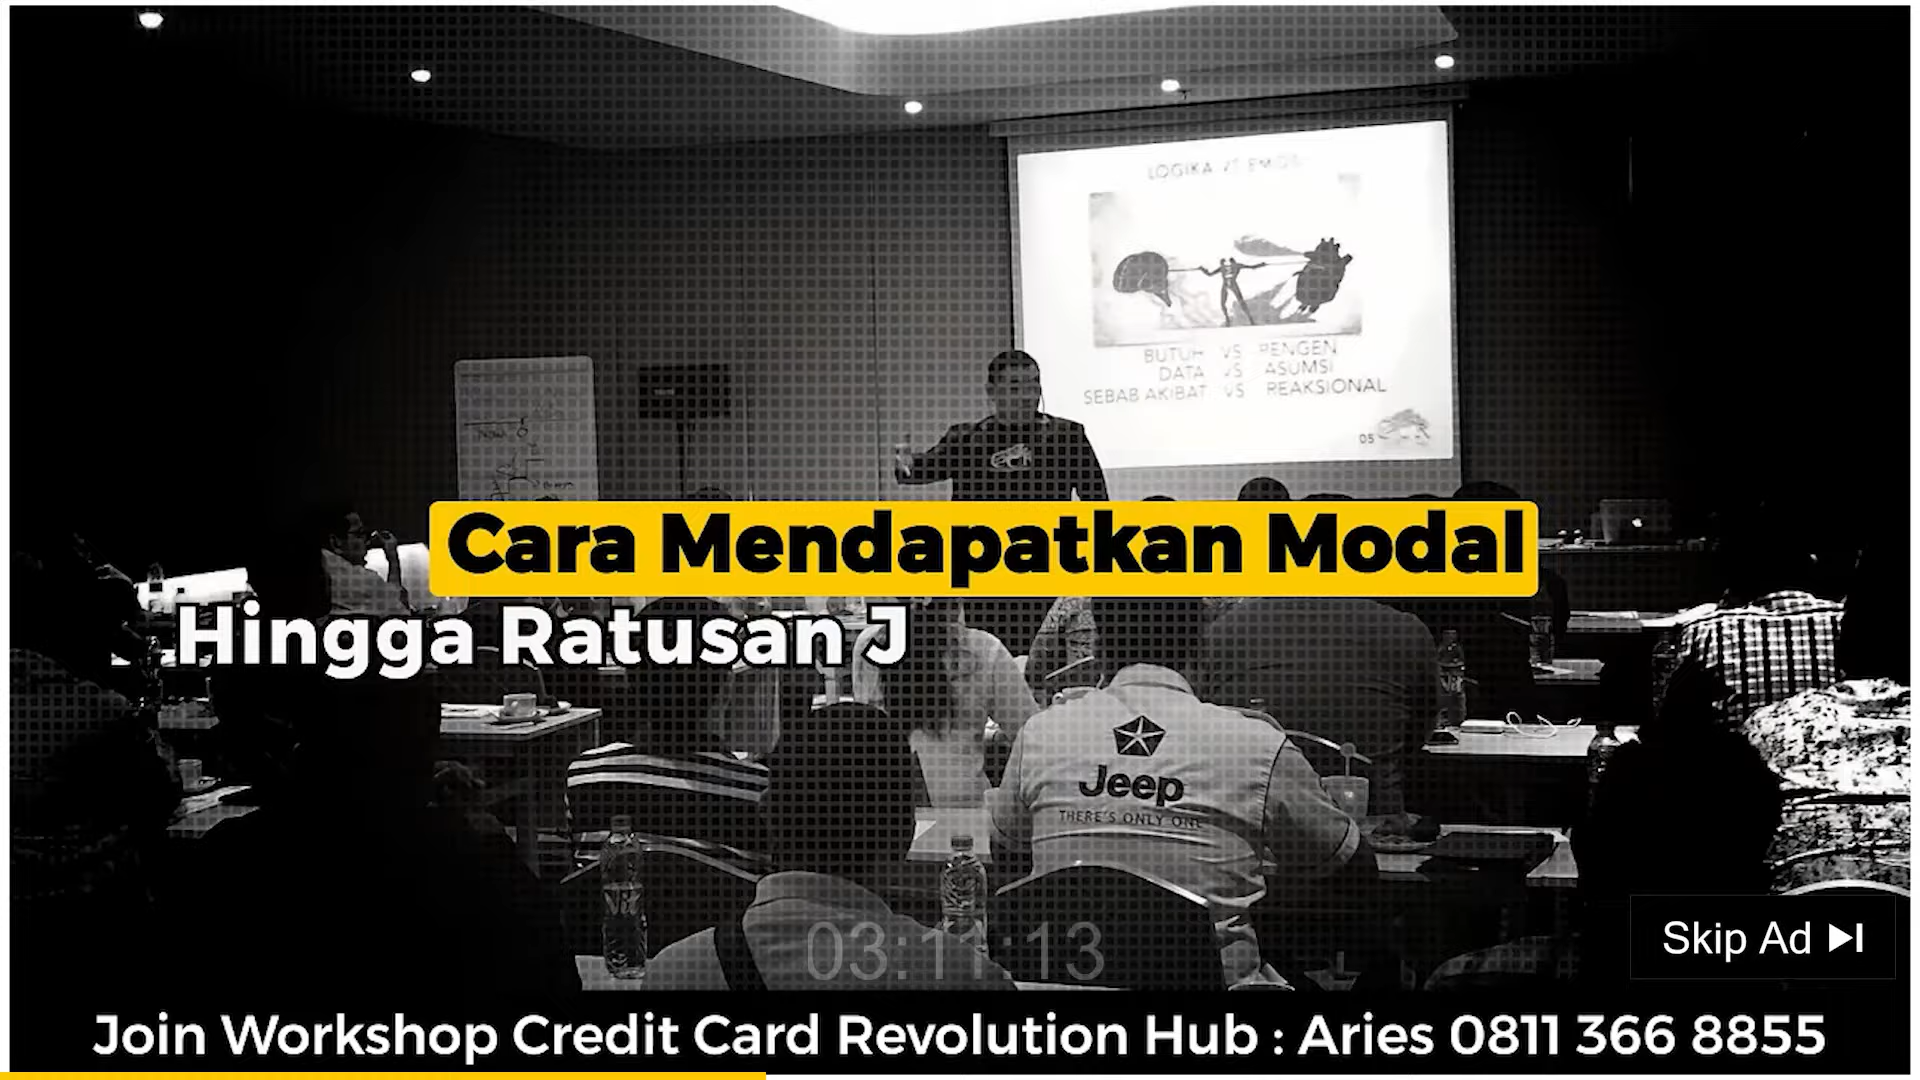 LOGIKA VS EMOSI
BUTUH VS PENGEN
DATA VS ASUMSI
SEBAB AKIBAT VS REAKSIONAL
05
Cara Mendapatkan Modal
Hingga Ratusan J
Jeep
THERE'S ONLY ONE
03:11:13
Skip Ad
Join Workshop Credit Card Revolution Hub : Aries 0811 366 8855